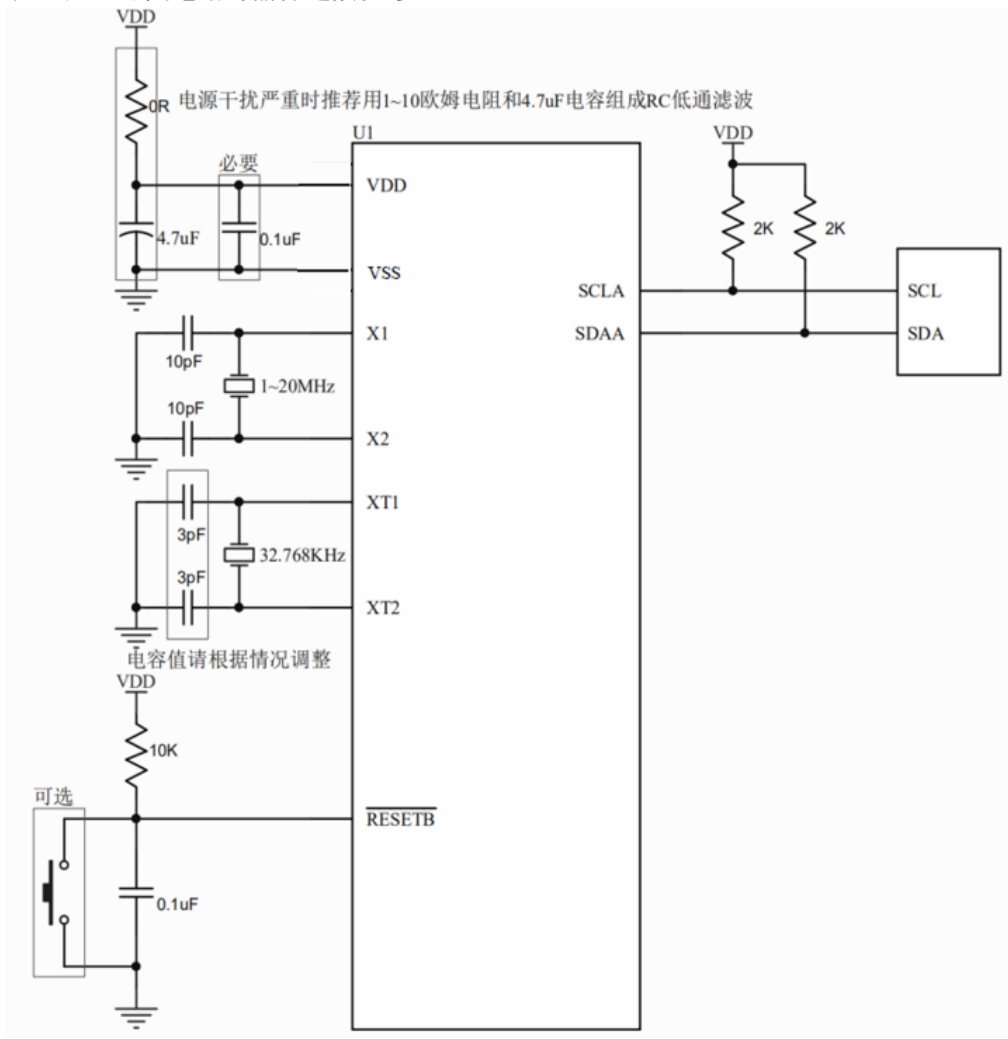 VDD
0R
电源干扰严重时推荐用1~10欧姆电阻和4.7uF电容组成RC低通滤波
U1
VDD
必要
VDD
4.7uF
0.1uF
2K
2K
VSS
SCLA
SCL
SDAA
SDA
X1
10pF
1~20MHz
10pF
X2
XT1
3pF
32.768KHz
3pF
XT2
电容值请根据情况调整
VDD
10K
可选
RESETB
0.1uF